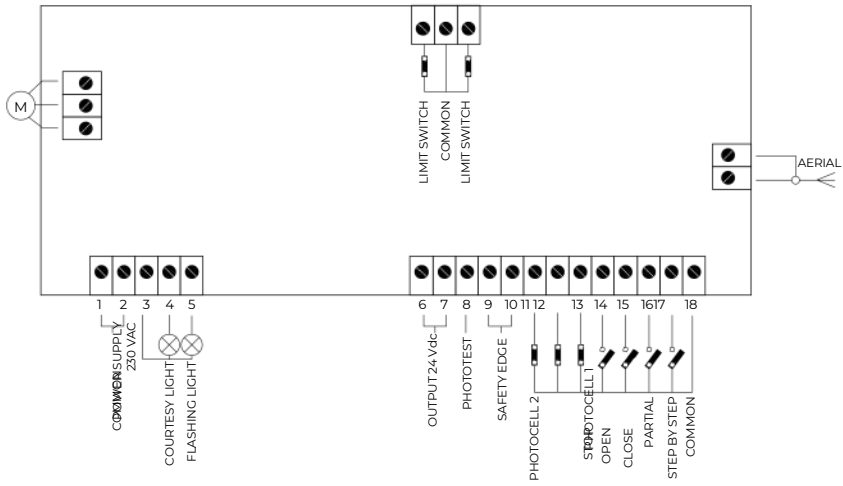 M
LIMIT SWITCH
COMMON
LIMIT SWITCH
AERIAL
1 2 3 4 5
6 7 8 9 10 11 12 13 14 15 16 17 18
POWER SUPPLY
230 VAC
COMMON
COURTESY LIGHT
FLASHING LIGHT
OUTPUT 24 Vdc
PHOTOTEST
SAFETY EDGE
PHOTOCELL 2
PHOTOCELL 1
STOP
OPEN
CLOSE
PARTIAL
STEP BY STEP
COMMON